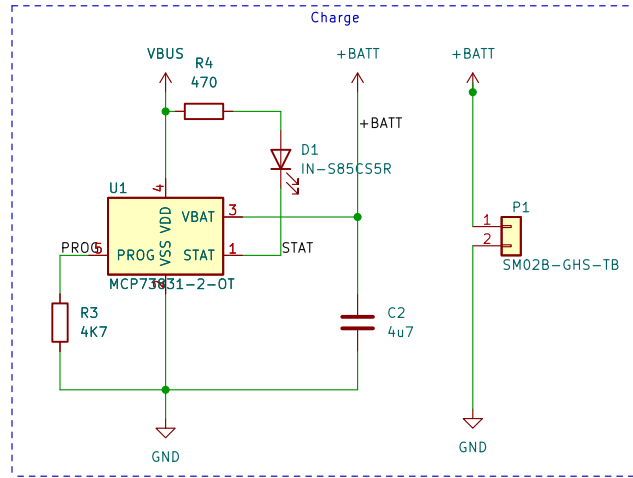 Charge
VBUS
R4
470
+BATT
+BATT
+BATT
D1
IN-S85CS5R
U1
4
VDD
VBAT
3
P1
1
2
SM02B-GHS-TB
PROG
5
PROG
VSS
STAT
1
STAT
MCP73831-2-OT
2
R3
4K7
C2
4u7
GND
GND